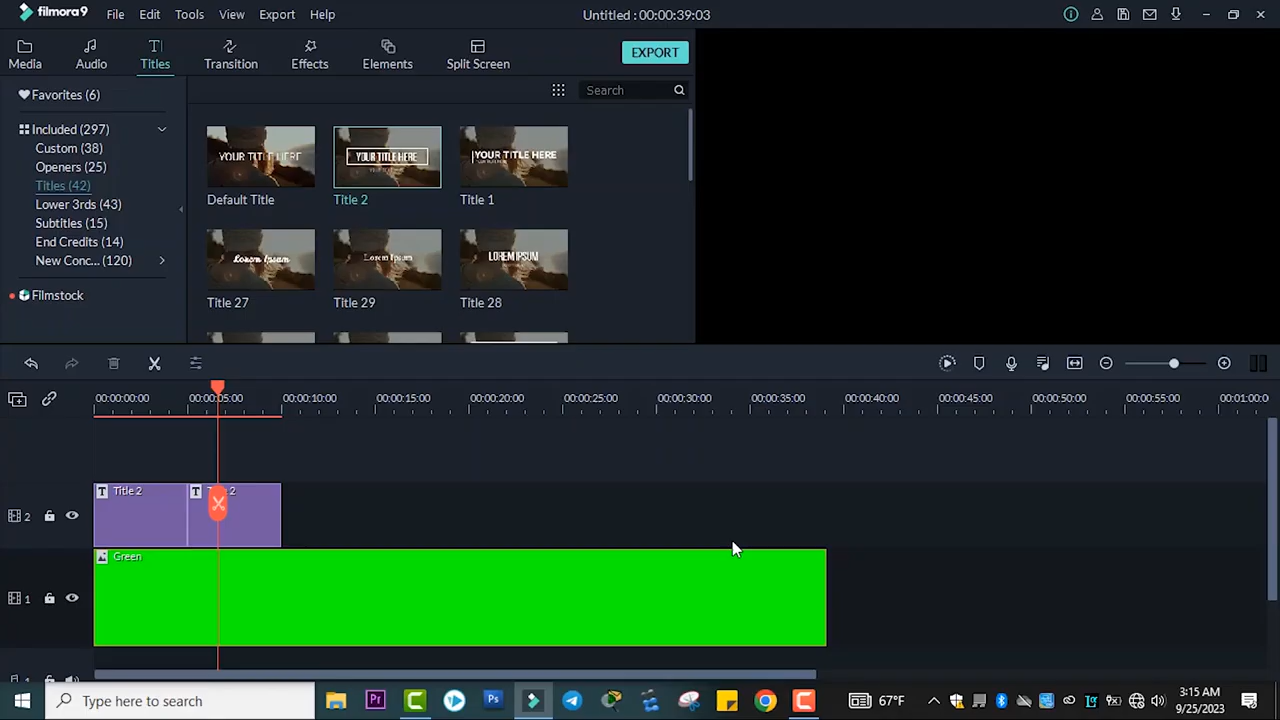 filmora9 File Edit Tools View Export Help Untitled : 00:00:39:03
Media Audio Titles Transition Effects Elements Split Screen EXPORT
Favorites (6)
Search
Included (297)
Custom (38)
Openers (25)
Titles (42)
Lower 3rds (43)
Subtitles (15)
End Credits (14)
New Conc... (120)
Filmstock
YOUR TITLE HERE YOUR TITLE HERE YOUR TITLE HERE
Default Title Title 2 Title 1
Lorem Ipsum Lorem Ipsum LOREM IPSUM
Title 27 Title 29 Title 28
00:00:00:00 00:00:05:00 00:00:10:00 00:00:15:00 00:00:20:00 00:00:25:00 00:00:30:00 00:00:35:00 00:00:40:00 00:00:45:00 00:00:50:00 00:00:55:00 00:01:00:0
T Title 2 T 2
2
Green
1
1
Type here to search Pr Ps 67°F 3:15 AM
9/25/2023